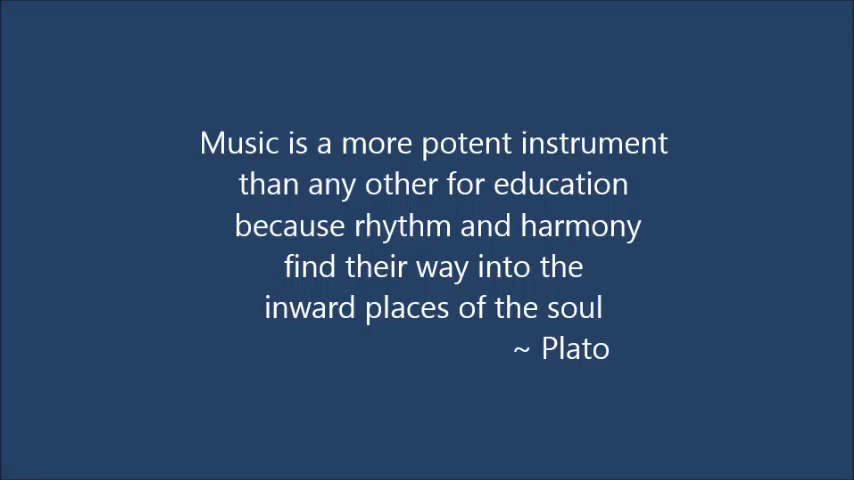 Music is a more potent instrument
than any other for education
because rhythm and harmony
find their way into the
inward places of the soul
~ Plato